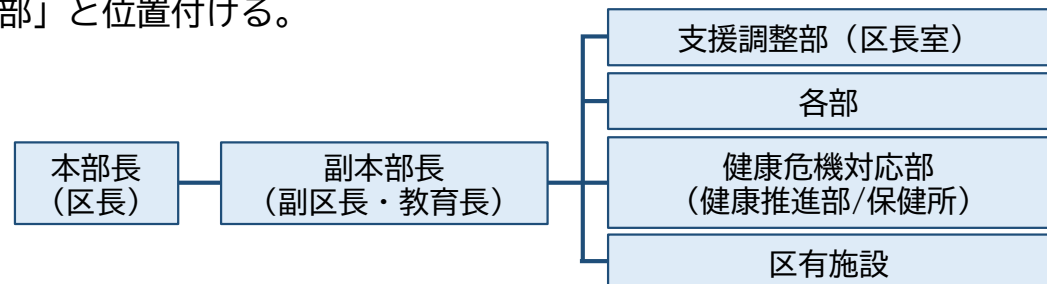 部」と位置付ける。
支援調整部（区長室）
各部
本部長
（区長）
副本部長
（副区長・教育長）
健康危機対応部
（健康推進部/保健所）
区有施設